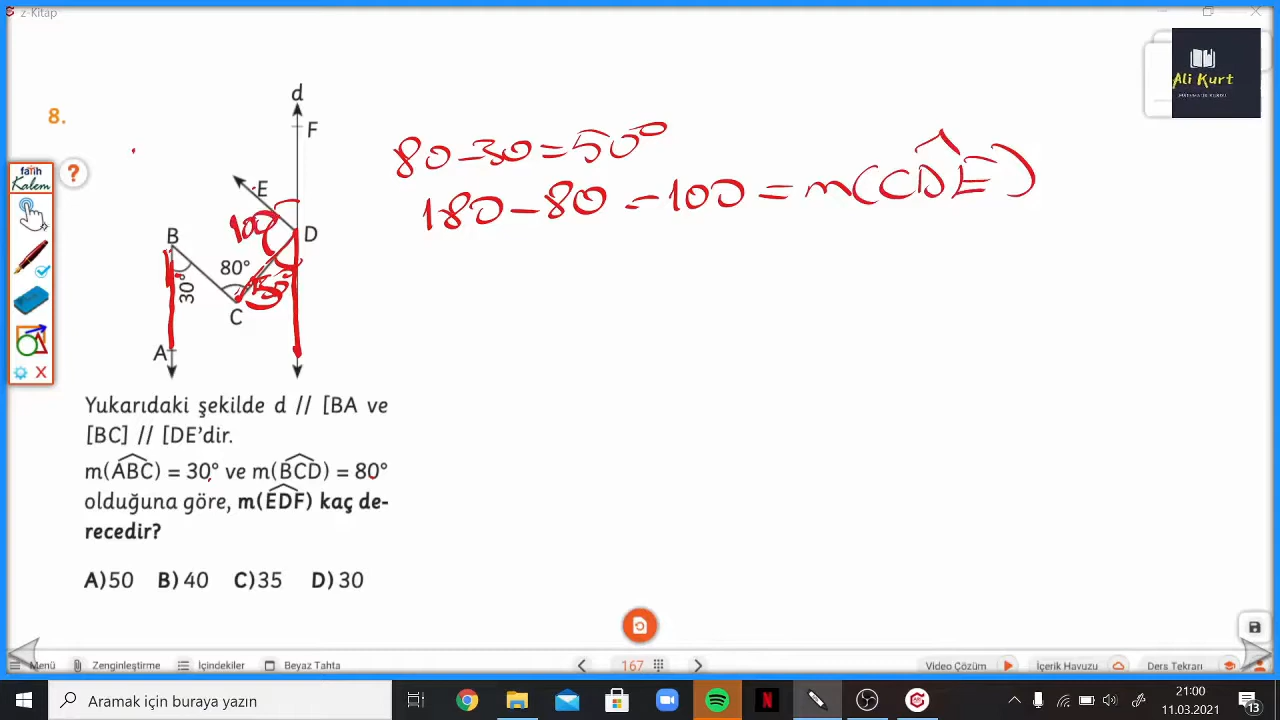 z-Kitap
Ali Kurt
8.
d
F
E
B
D
100
80°
30°
50°
C
A
80-30=50°
180-80=100=m(CDE)
fatih
Kalem
?
Yukarıdaki şekilde d // [BA ve
[BC] // [DE’dir.
m(ABC) = 30° ve m(BCD) = 80°
olduğuna göre, m(EDF) kaç de-
recedir?
A)50 B)40 C)35 D)30
Menü Zenginleştirme İçindekiler Beyaz Tahta 167 Video Çözüm İçerik Havuzu Ders Tekrarı
Aramak için buraya yazın
21:00
11.03.2021
13